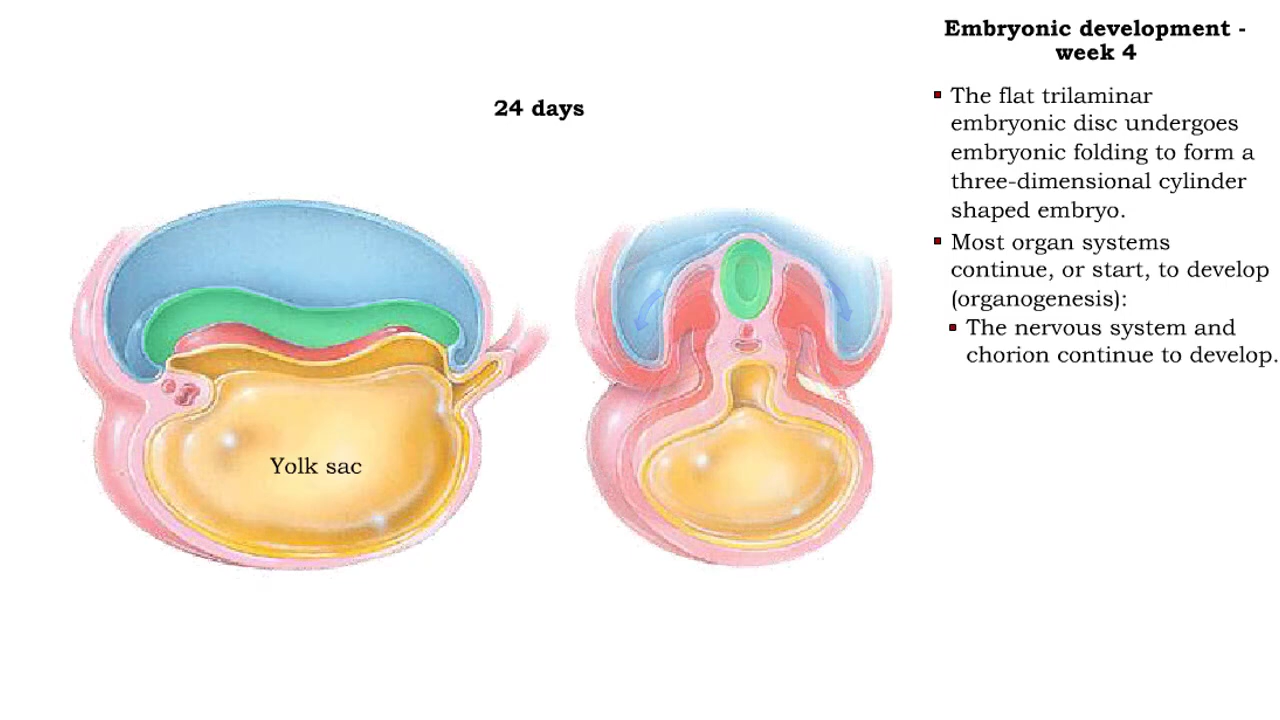 Embryonic development -
week 4
24 days
The flat trilaminar
embryonic disc undergoes
embryonic folding to form a
three-dimensional cylinder
shaped embryo.
Most organ systems
continue, or start, to develop
(organogenesis):
The nervous system and
chorion continue to develop.
Yolk sac